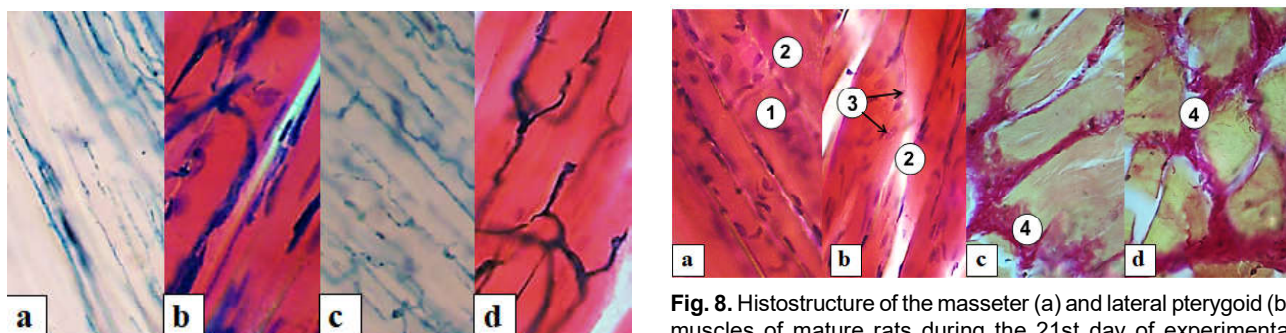 a b c d
2
1
3
2
4
4
a b c d
Fig. 8. Histostructure of the masseter (a) and lateral pterygoid (b)
muscles of mature rats during the 21st day of experimental